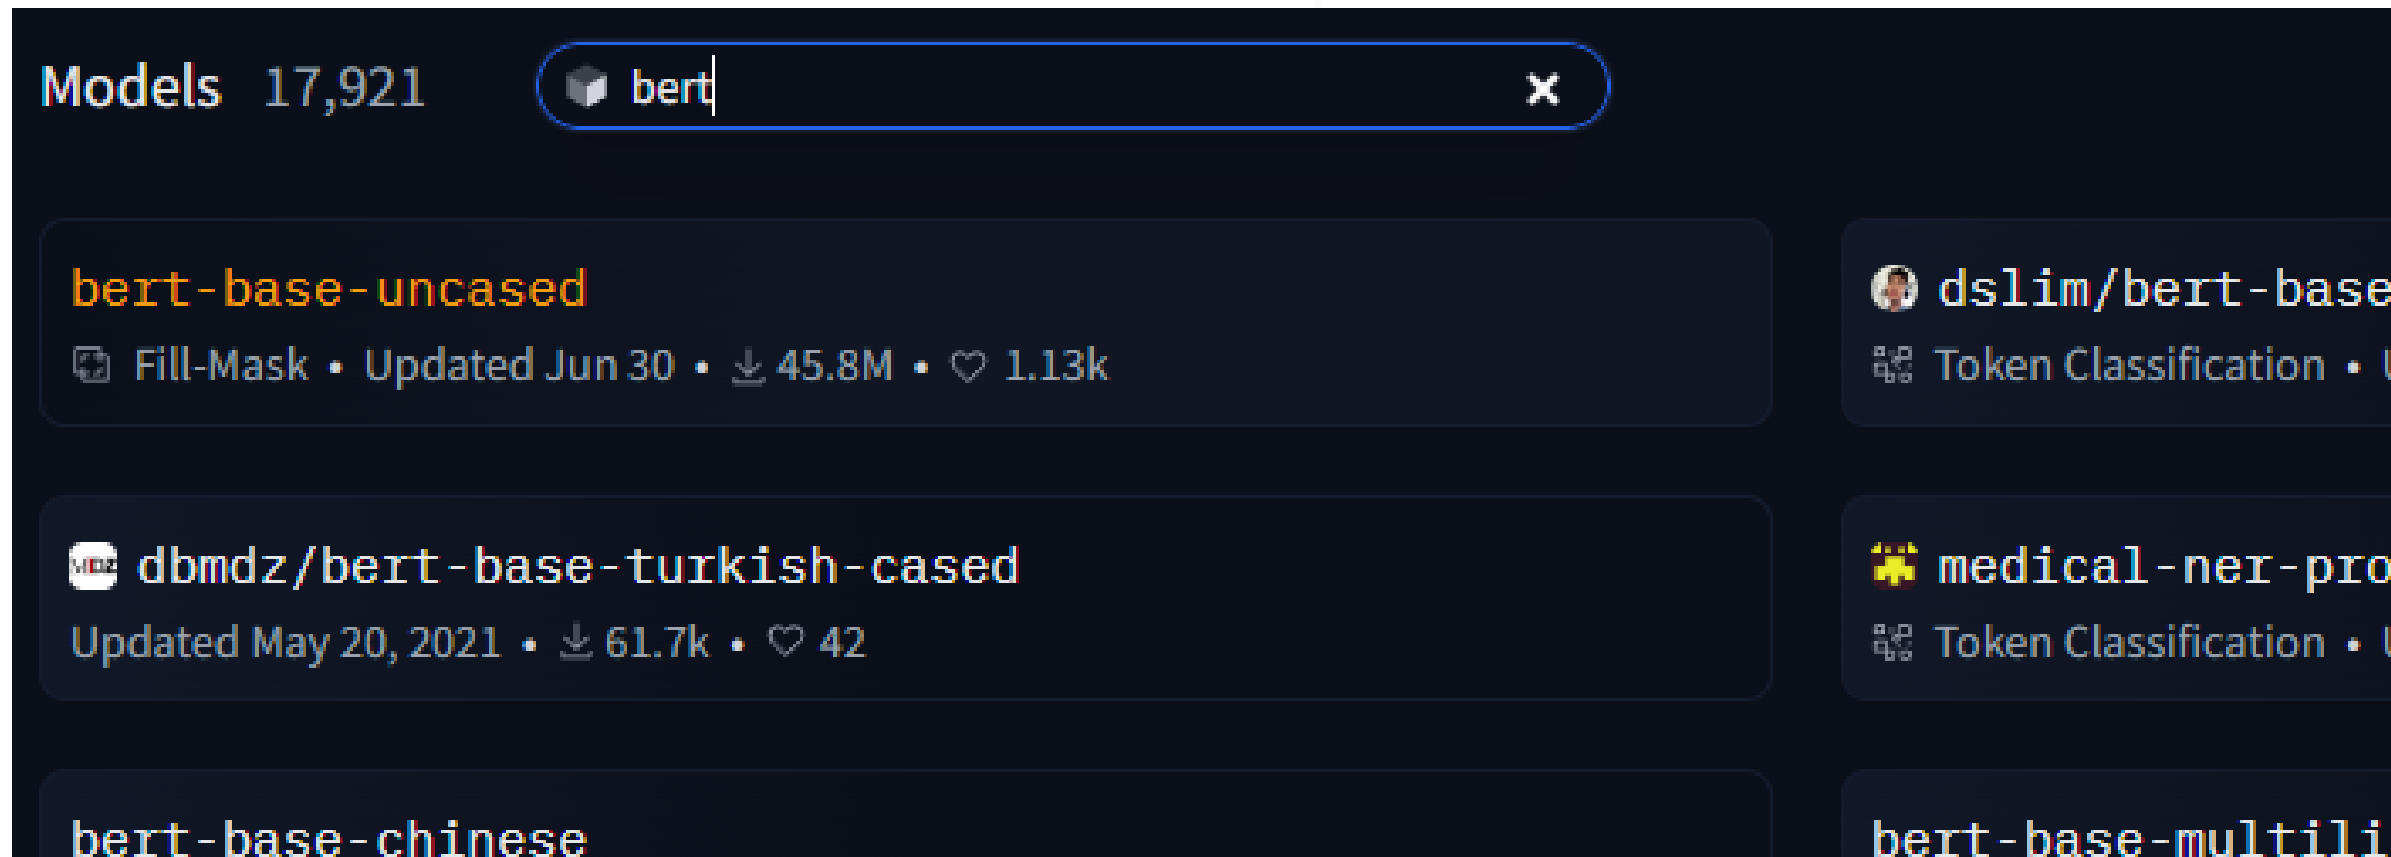 Models 17,921 bert
bert-base-uncased
Fill-Mask • Updated Jun 30 • 45.8M • 1.13k
dslim/bert-base
Token Classification •
dbmdz/bert-base-turkish-cased
Updated May 20, 2021 • 61.7k • 42
medical-ner-pro
Token Classification •
bert-base-chinese
bert-base-multili